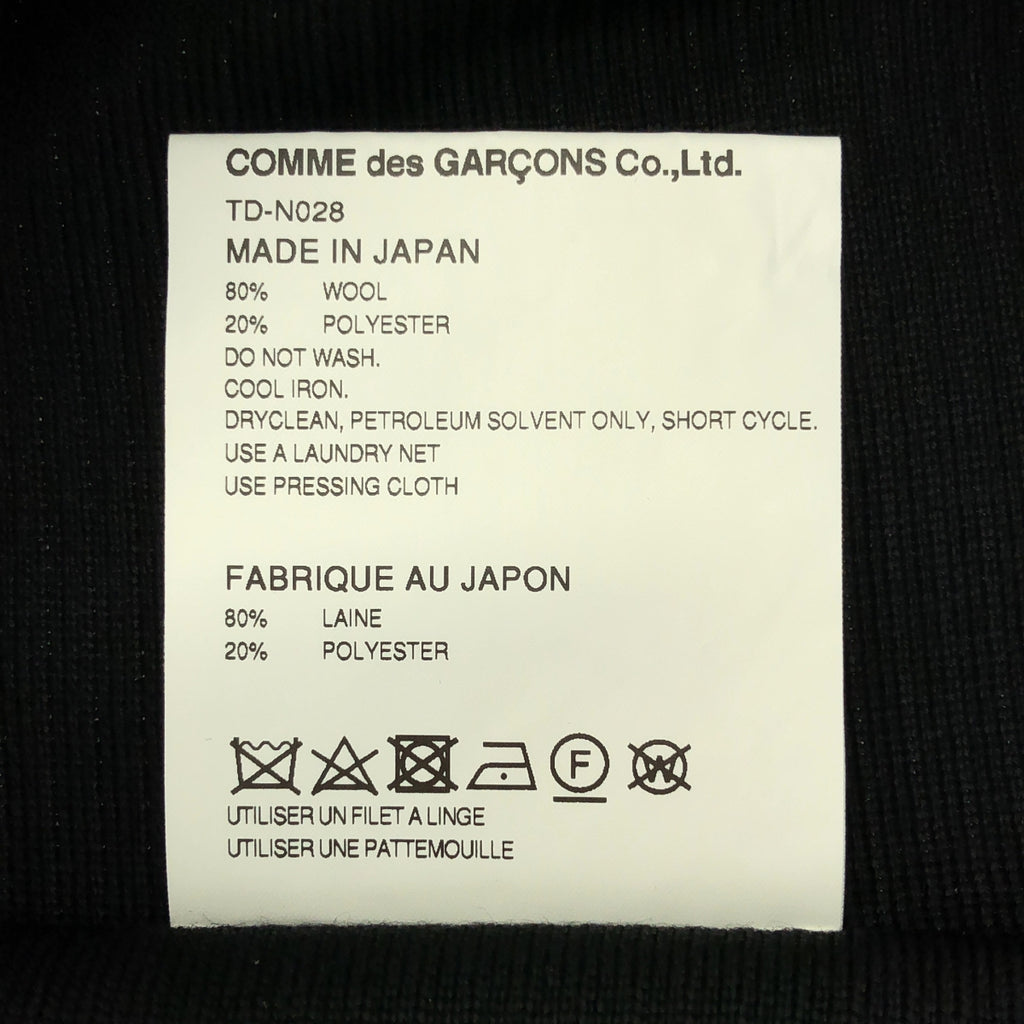 COMME des GARÇONS Co.,Ltd.
TD-N028
MADE IN JAPAN
80% WOOL
20% POLYESTER
DO NOT WASH.
COOL IRON.
DRYCLEAN, PETROLEUM SOLVENT ONLY, SHORT CYCLE.
USE A LAUNDRY NET
USE PRESSING CLOTH
FABRIQUE AU JAPON
80% LAINE
20% POLYESTER
F W
UTILISER UN FILET A LINGE
UTILISER UNE PATTEMOUILLE